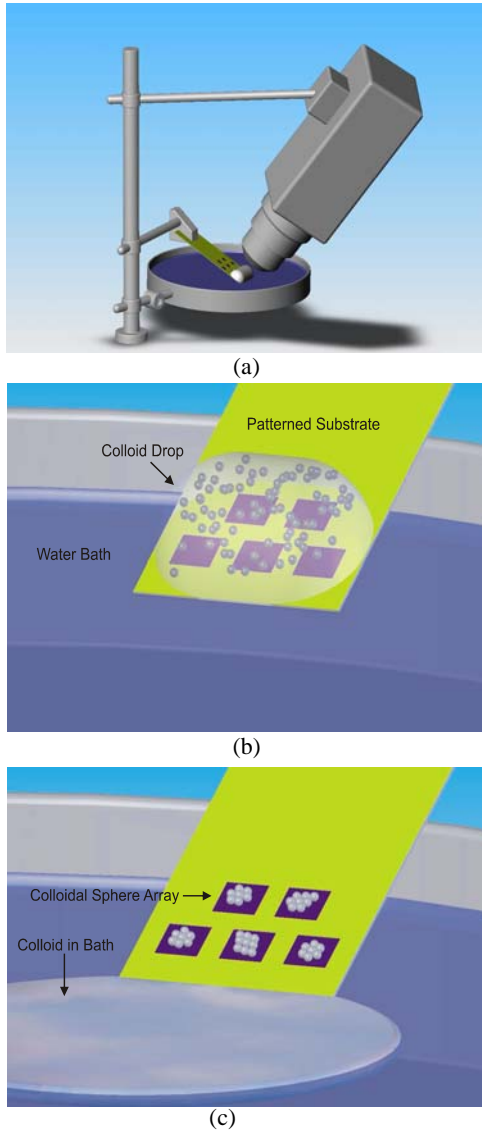 (a)
Patterned Substrate
Colloid Drop
Water Bath
(b)
Colloidal Sphere Array
Colloid in Bath
(c)